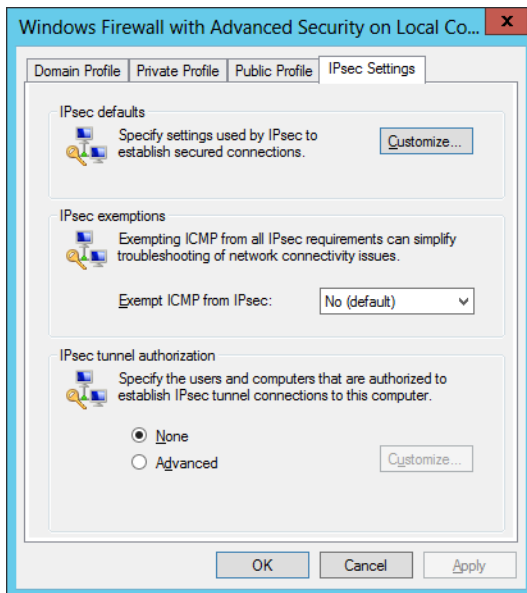 Windows Firewall with Advanced Security on Local Co... x
Domain Profile Private Profile Public Profile IPsec Settings
IPsec defaults
Specify settings used by IPsec to
establish secured connections.
Customize...
IPsec exemptions
Exempting ICMP from all IPsec requirements can simplify
troubleshooting of network connectivity issues.
Exempt ICMP from IPsec: No (default)
IPsec tunnel authorization
Specify the users and computers that are authorized to
establish IPsec tunnel connections to this computer.
None
Advanced Customize...
OK Cancel Apply